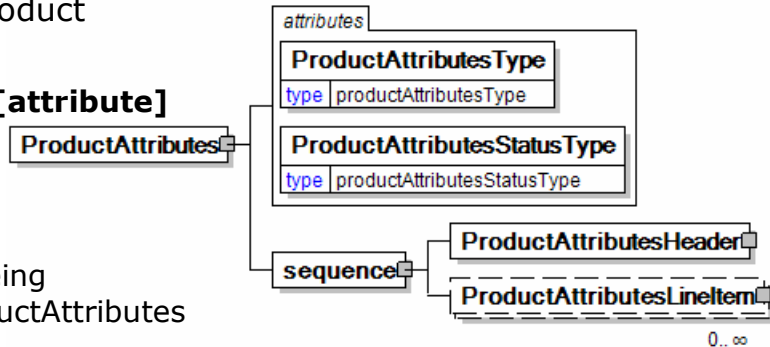 oduct
[attribute]
ing
uctAttributes
ProductAttributes
attributes
ProductAttributesType
type productAttributesType
ProductAttributesStatusType
type productAttributesStatusType
sequence
ProductAttributesHeader
ProductAttributesLineItem
0.. ∞